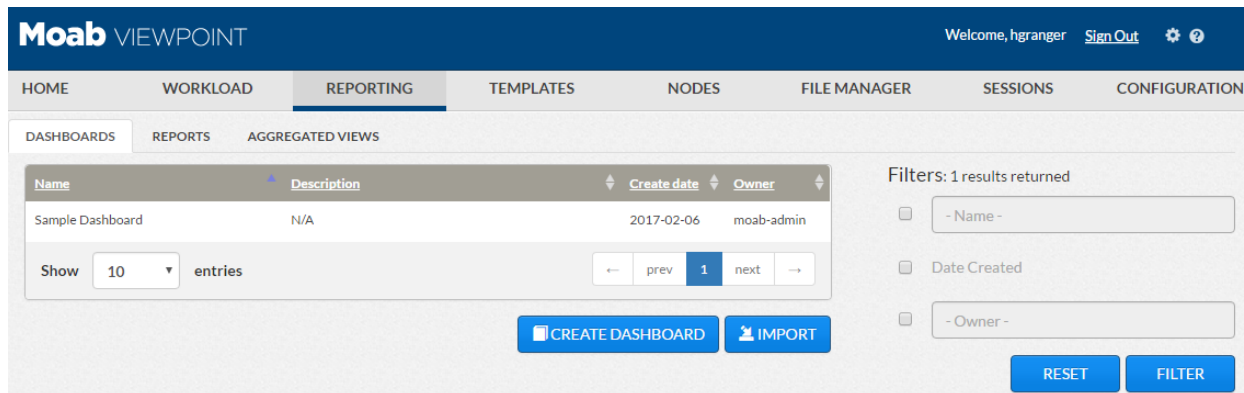 Moab VIEWPOINT
Welcome, hgranger Sign Out
HOME WORKLOAD REPORTING TEMPLATES NODES FILE MANAGER SESSIONS CONFIGURATION
DASHBOARDS REPORTS AGGREGATED VIEWS
Filters: 1 results returned
Name Description Create date Owner
Sample Dashboard N/A 2017-02-06 moab-admin
- Name -
Show 10 entries ← prev 1 next →
Date Created
- Owner -
CREATE DASHBOARD IMPORT
RESET FILTER